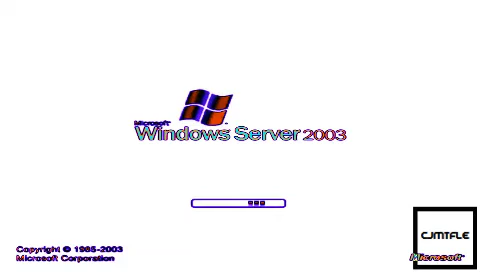 Microsoft
Windows Server 2003
CJMTFLE
Copyright © 1985-2003
Microsoft Corporation
Microsoft